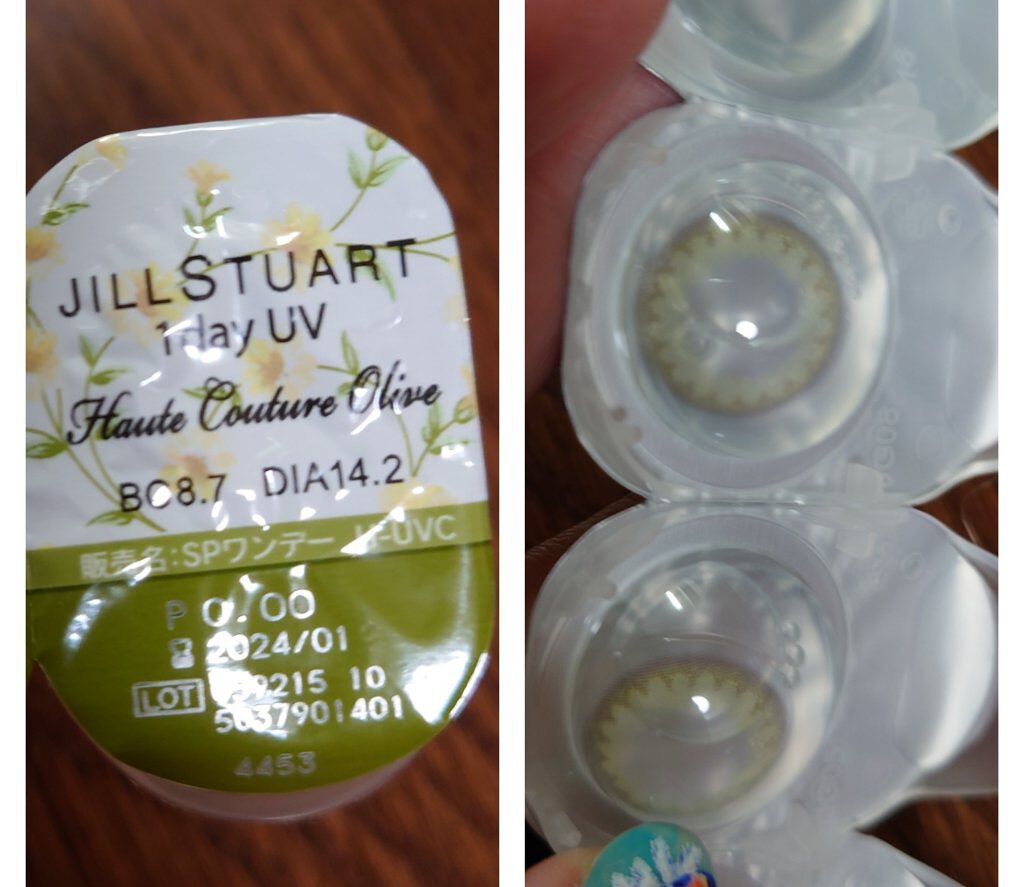 JILLSTUART
1day UV
Haute Couture Olive
BC8.7 DIA14.2
販売名:SPワンデー
P 0.00
2024/01
LOT 10
4453